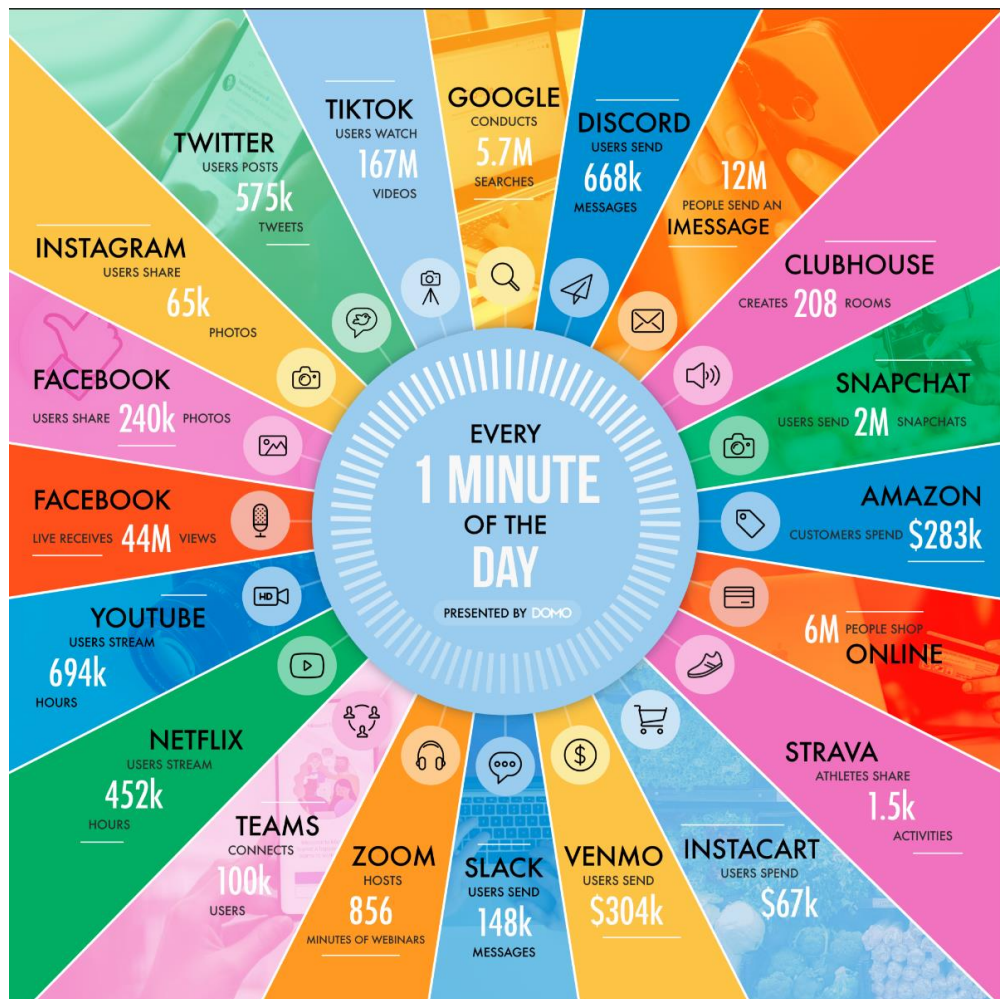 EVERY
1 MINUTE
OF THE
DAY
PRESENTED BY DOMO
GOOGLE
CONDUCTS
5.7M
SEARCHES
DISCORD
USERS SEND
668k
MESSAGES
12M
PEOPLE SEND AN
IMESSAGE
CLUBHOUSE
CREATES 208 ROOMS
SNAPCHAT
USERS SEND 2M SNAPCHATS
AMAZON
CUSTOMERS SPEND $283k
6M PEOPLE SHOP
ONLINE
STRAVA
ATHLETES SHARE
1.5k
ACTIVITIES
INSTACART
USERS SPEND
$67k
VENMO
USERS SEND
$304k
SLACK
USERS SEND
148k
MESSAGES
ZOOM
HOSTS
856
MINUTES OF WEBINARS
TEAMS
CONNECTS
100k
USERS
NETFLIX
USERS STREAM
452k
HOURS
YOUTUBE
USERS STREAM
694k
HOURS
HD
FACEBOOK
LIVE RECEIVES 44M VIEWS
FACEBOOK
USERS SHARE 240k PHOTOS
INSTAGRAM
USERS SHARE
65k
PHOTOS
TWITTER
USERS POSTS
575k
TWEETS
TIKTOK
USERS WATCH
167M
VIDEOS